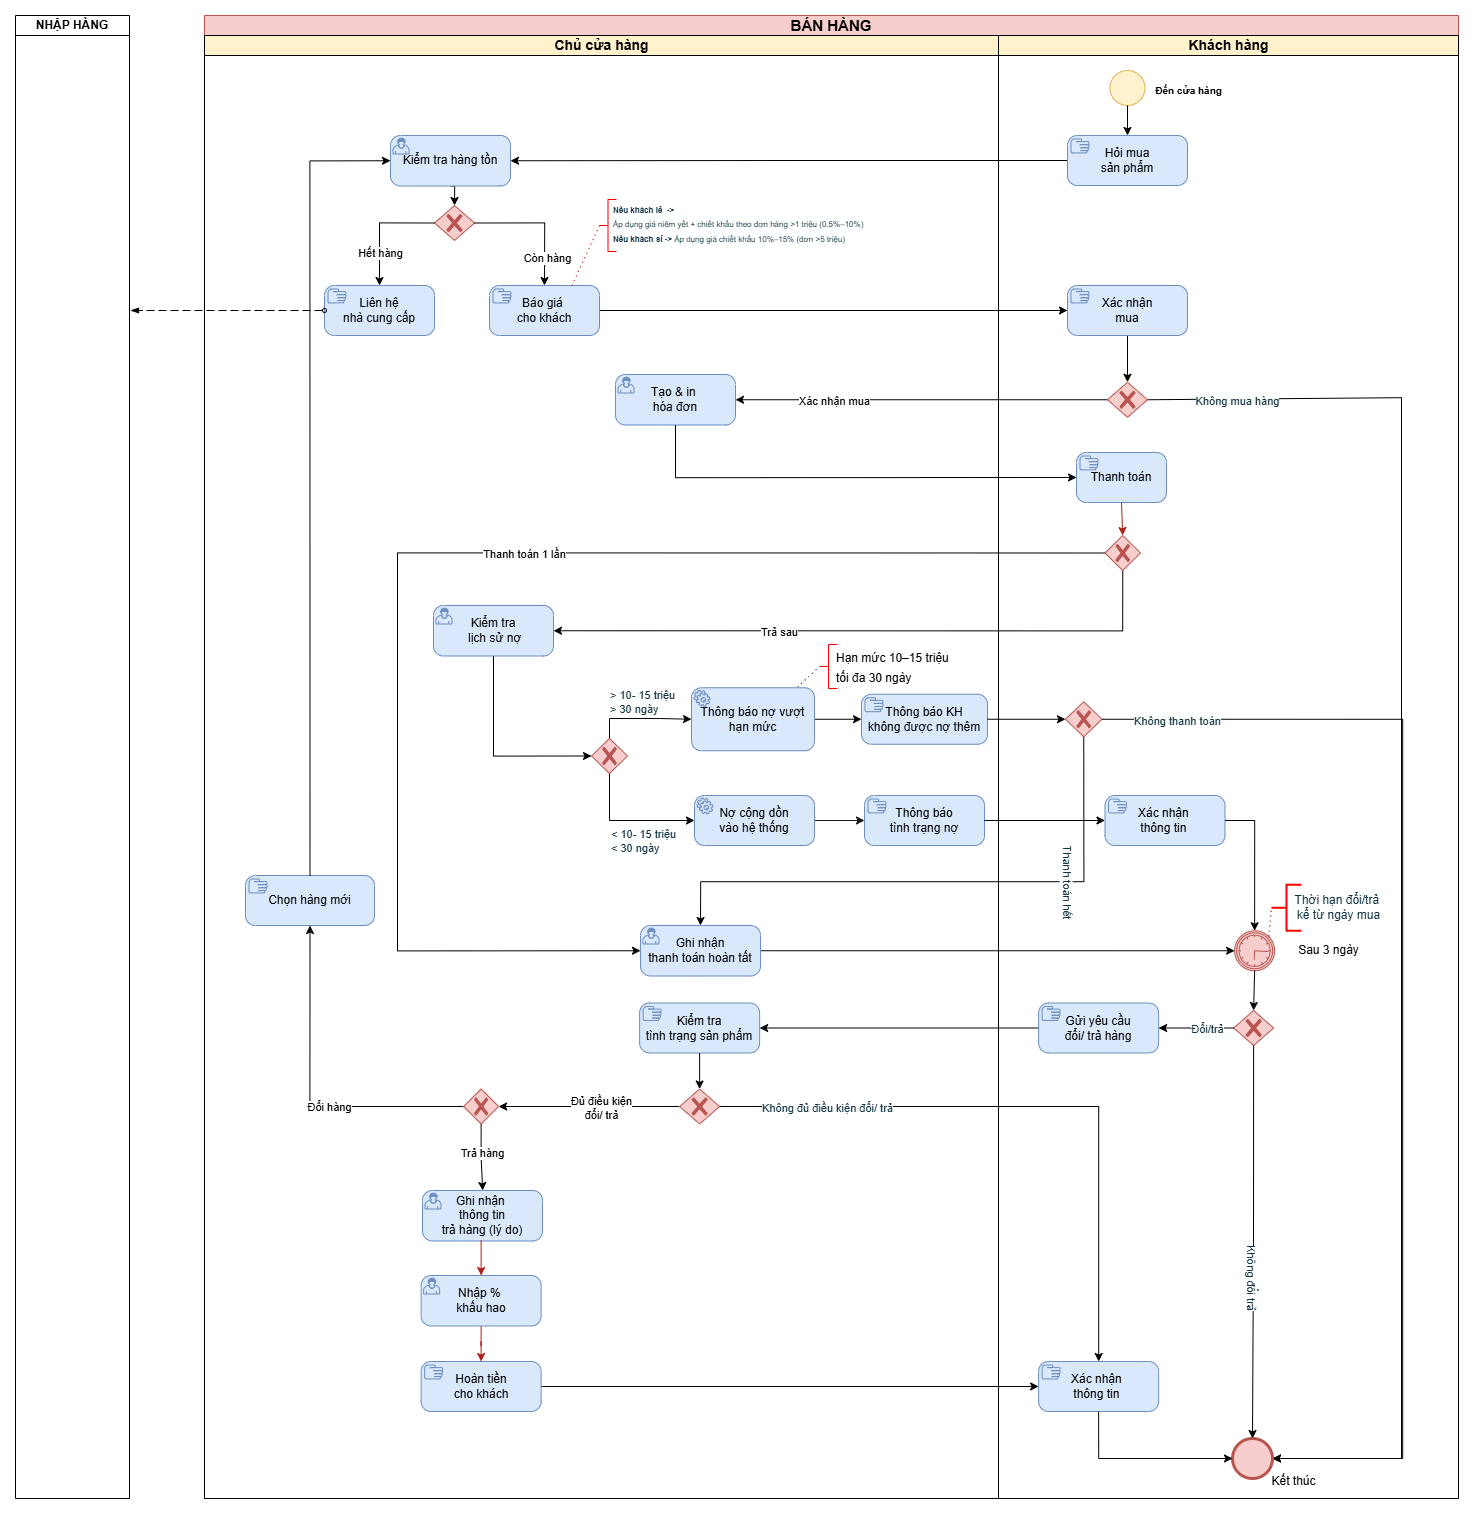 NHẬP HÀNG
BÁN HÀNG
Chủ cửa hàng
Khách hàng
Đến cửa hàng
Kiểm tra hàng tồn
Hỏi mua
sản phẩm
Nếu khách lẻ ->
Áp dụng giá niêm yết + chiết khấu theo đơn hàng >1 triệu (0.5%–10%)
Nếu khách sỉ -> Áp dụng giá chiết khấu 10%–15% (đơn >5 triệu)
Hết hàng
Còn hàng
Liên hệ
nhà cung cấp
Báo giá
cho khách
Xác nhận
mua
Tạo & in
hóa đơn
Xác nhận mua
Không mua hàng
Thanh toán
Thanh toán 1 lần
Kiểm tra
lịch sử nợ
Trả sau
Hạn mức 10–15 triệu
tối đa 30 ngày
> 10- 15 triệu
> 30 ngày
Thông báo nợ vượt
hạn mức
Thông báo KH
không được nợ thêm
Không thanh toán
Nợ cộng dồn
vào hệ thống
Thông báo
tình trạng nợ
Xác nhận
thông tin
< 10- 15 triệu
< 30 ngày
Thanh toán hết
Chọn hàng mới
Thời hạn đổi/trả
kể từ ngày mua
Ghi nhận
thanh toán hoàn tất
Sau 3 ngày
Kiểm tra
tình trạng sản phẩm
Gửi yêu cầu
đổi/ trả hàng
Đổi/trả
Đổi hàng
Đủ điều kiện
đổi/ trả
Không đủ điều kiện đổi/ trả
Trả hàng
Ghi nhận
thông tin
trả hàng (lý do)
Không đổi trả
Nhập %
khấu hao
Hoàn tiền
cho khách
Xác nhận
thông tin
Kết thúc